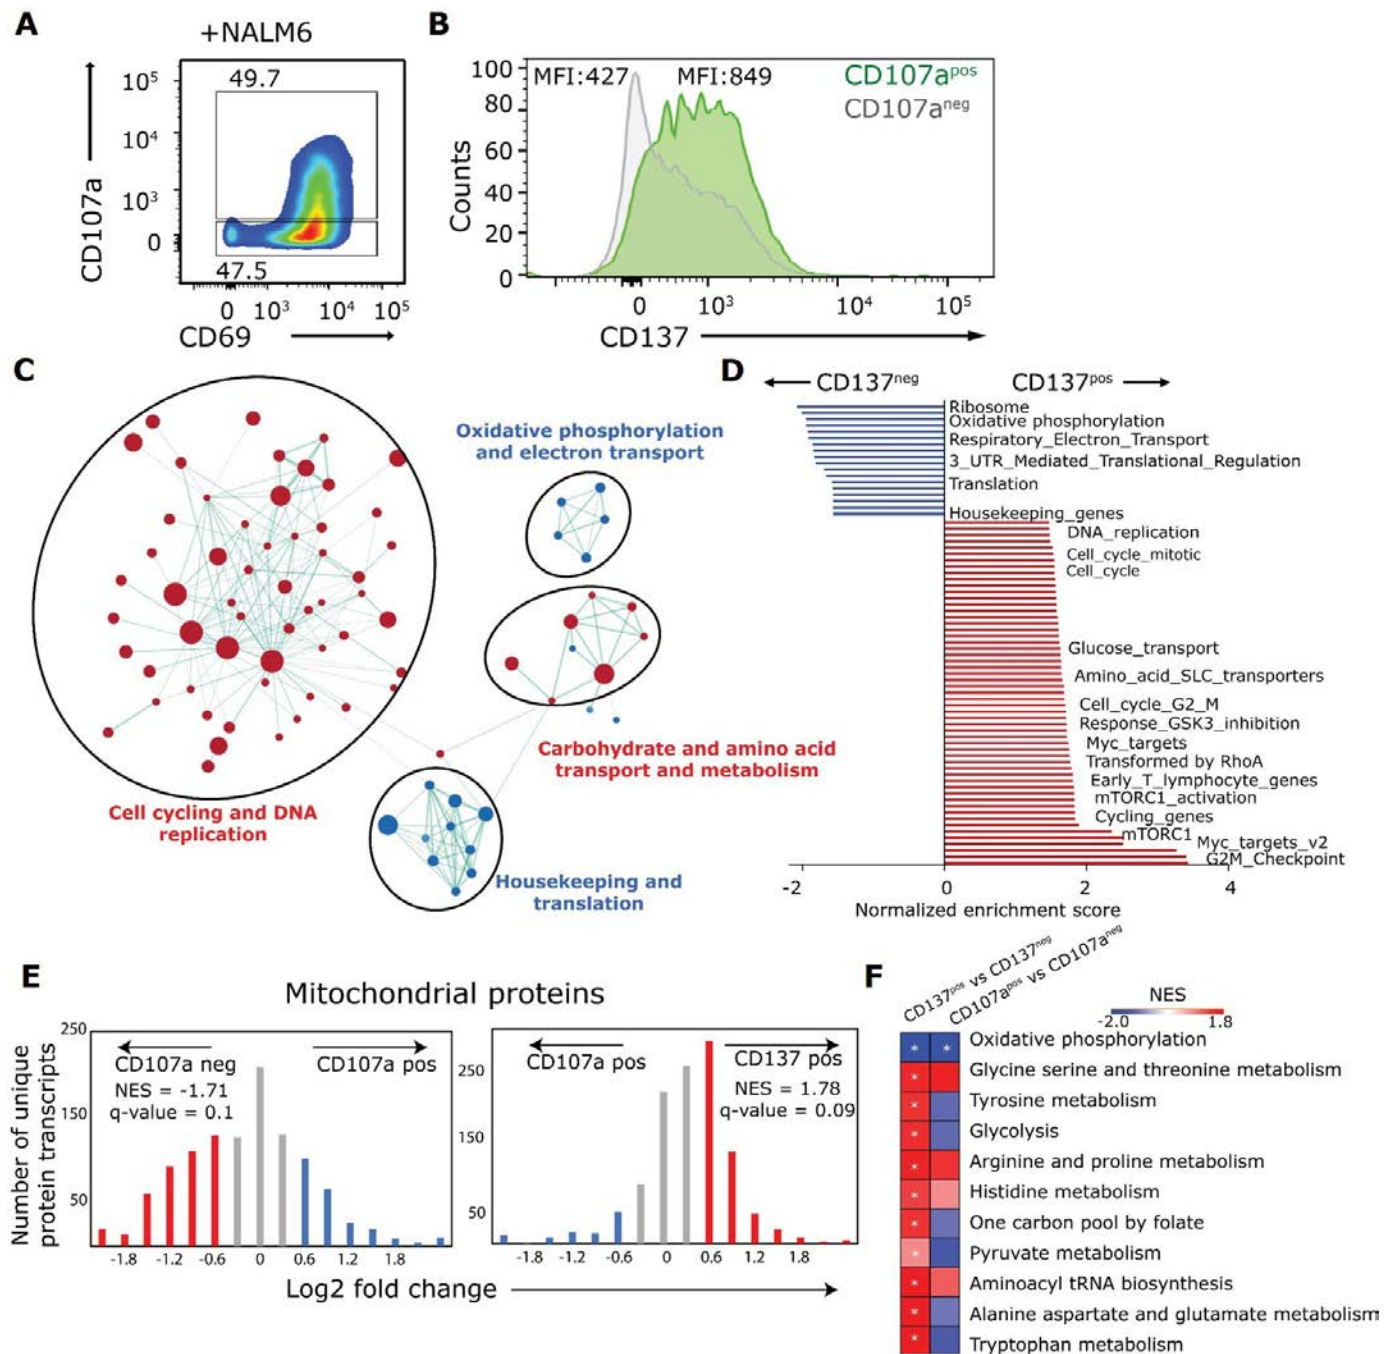 A
+NALM6
49.7
10⁵
10⁴
10³
0
CD107a
47.5
0 10³ 10⁴ 10⁵
CD69
B
MFI:427 MFI:849
CD107aᵖᵒˢ
CD107aⁿᵉᵍ
100
80
60
40
20
0
Counts
0 10³ 10⁴ 10⁵
CD137
C
Oxidative phosphorylation
and electron transport
Carbohydrate and amino acid
transport and metabolism
Cell cycling and DNA
replication
Housekeeping and
translation
D
CD137ⁿᵉᵍ CD137ᵖᵒˢ
Ribosome
Oxidative phosphorylation
Respiratory_Electron_Transport
3_UTR_Mediated_Translational_Regulation
Translation
Housekeeping_genes
DNA_replication
Cell_cycle_mitotic
Cell_cycle
Glucose_transport
Amino_acid_SLC_transporters
Cell_cycle_G2_M
Response_GSK3_inhibition
Myc_targets
Transformed by RhoA
Early_T_lymphocyte_genes
mTORC1_activation
Cycling_genes
mTORC1
Myc_targets_v2
G2M_Checkpoint
-2 0 2 4
Normalized enrichment score
E
Mitochondrial proteins
Number of unique
protein transcripts
250
150
50
CD107a neg CD107a pos
NES = -1.71
q-value = 0.1
-1.8 -1.2 -0.6 0 0.6 1.2 1.8
250
150
50
CD107a pos CD137 pos
NES = 1.78
q-value = 0.09
-1.8 -1.2 -0.6 0 0.6 1.2 1.8
Log2 fold change
F
CD137ᵖᵒˢ vs CD137ⁿᵉᵍ
CD107aᵖᵒˢ vs CD107aⁿᵉᵍ
NES
-2.0 1.8
* * Oxidative phosphorylation
* Glycine serine and threonine metabolism
* Tyrosine metabolism
* Glycolysis
* Arginine and proline metabolism
* Histidine metabolism
* One carbon pool by folate
* Pyruvate metabolism
* Aminoacyl tRNA biosynthesis
* Alanine aspartate and glutamate metabolism
* Tryptophan metabolism